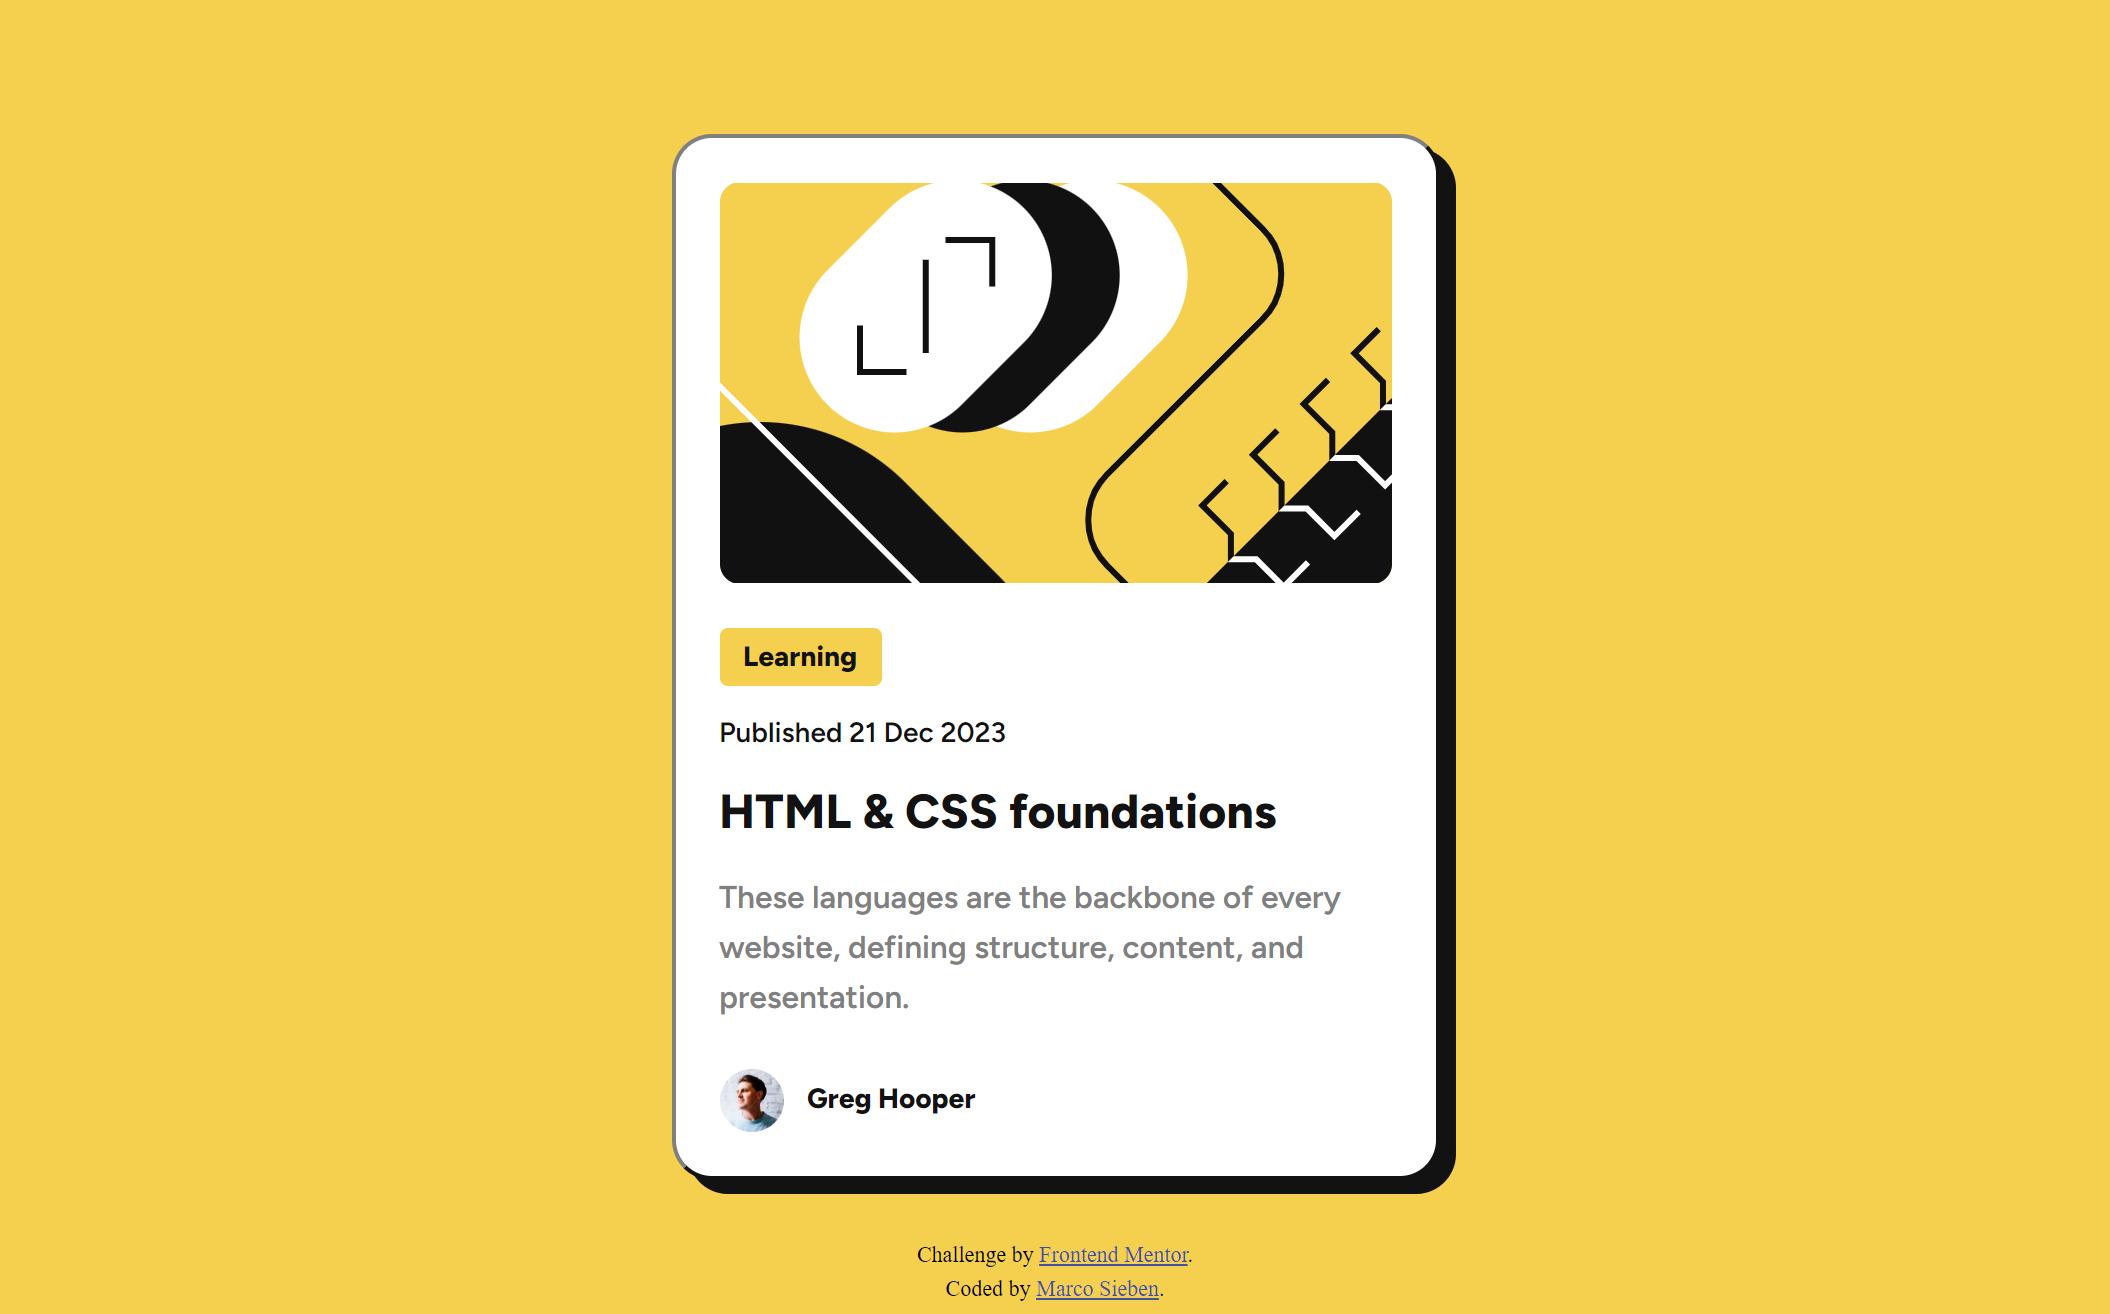 Learning
Published 21 Dec 2023
HTML & CSS foundations
These languages are the backbone of every
website, defining structure, content, and
presentation.
Greg Hooper
Challenge by Frontend Mentor.
Coded by Marco Sieben.